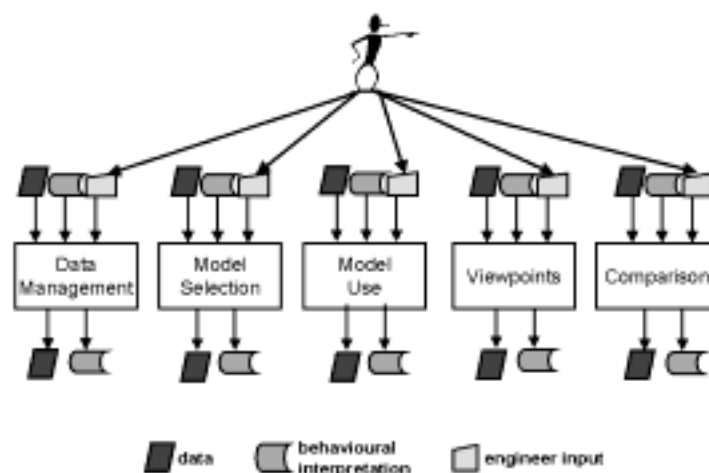 Data
Management
Model
Selection
Model
Use
Viewpoints
Comparison
data
behavioural
interpretation
engineer input